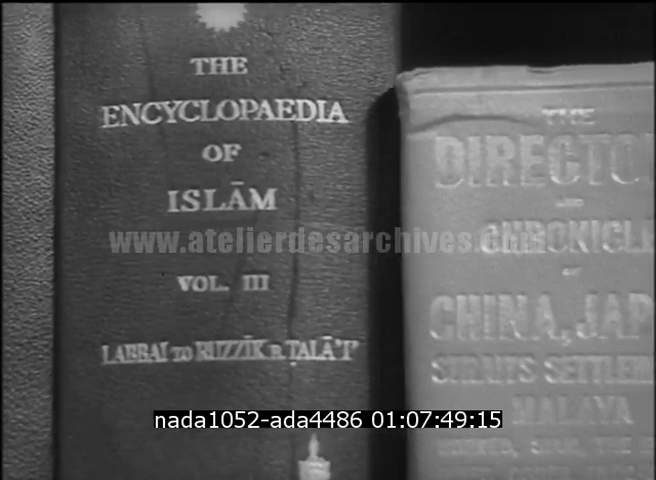 THE
ENCYCLOPAEDIA
OF
ISLĀM
VOL. III
LABBAI TO RUZZĪK B. ṬALĀ'I'
THE
DIRECTO
AND
CHRONICLE
OF
CHINA, JAP
STRAITS SETTLEM
MALAYA
www.atelierdesarchives.com
nada1052-ada4486 01:07:49:15